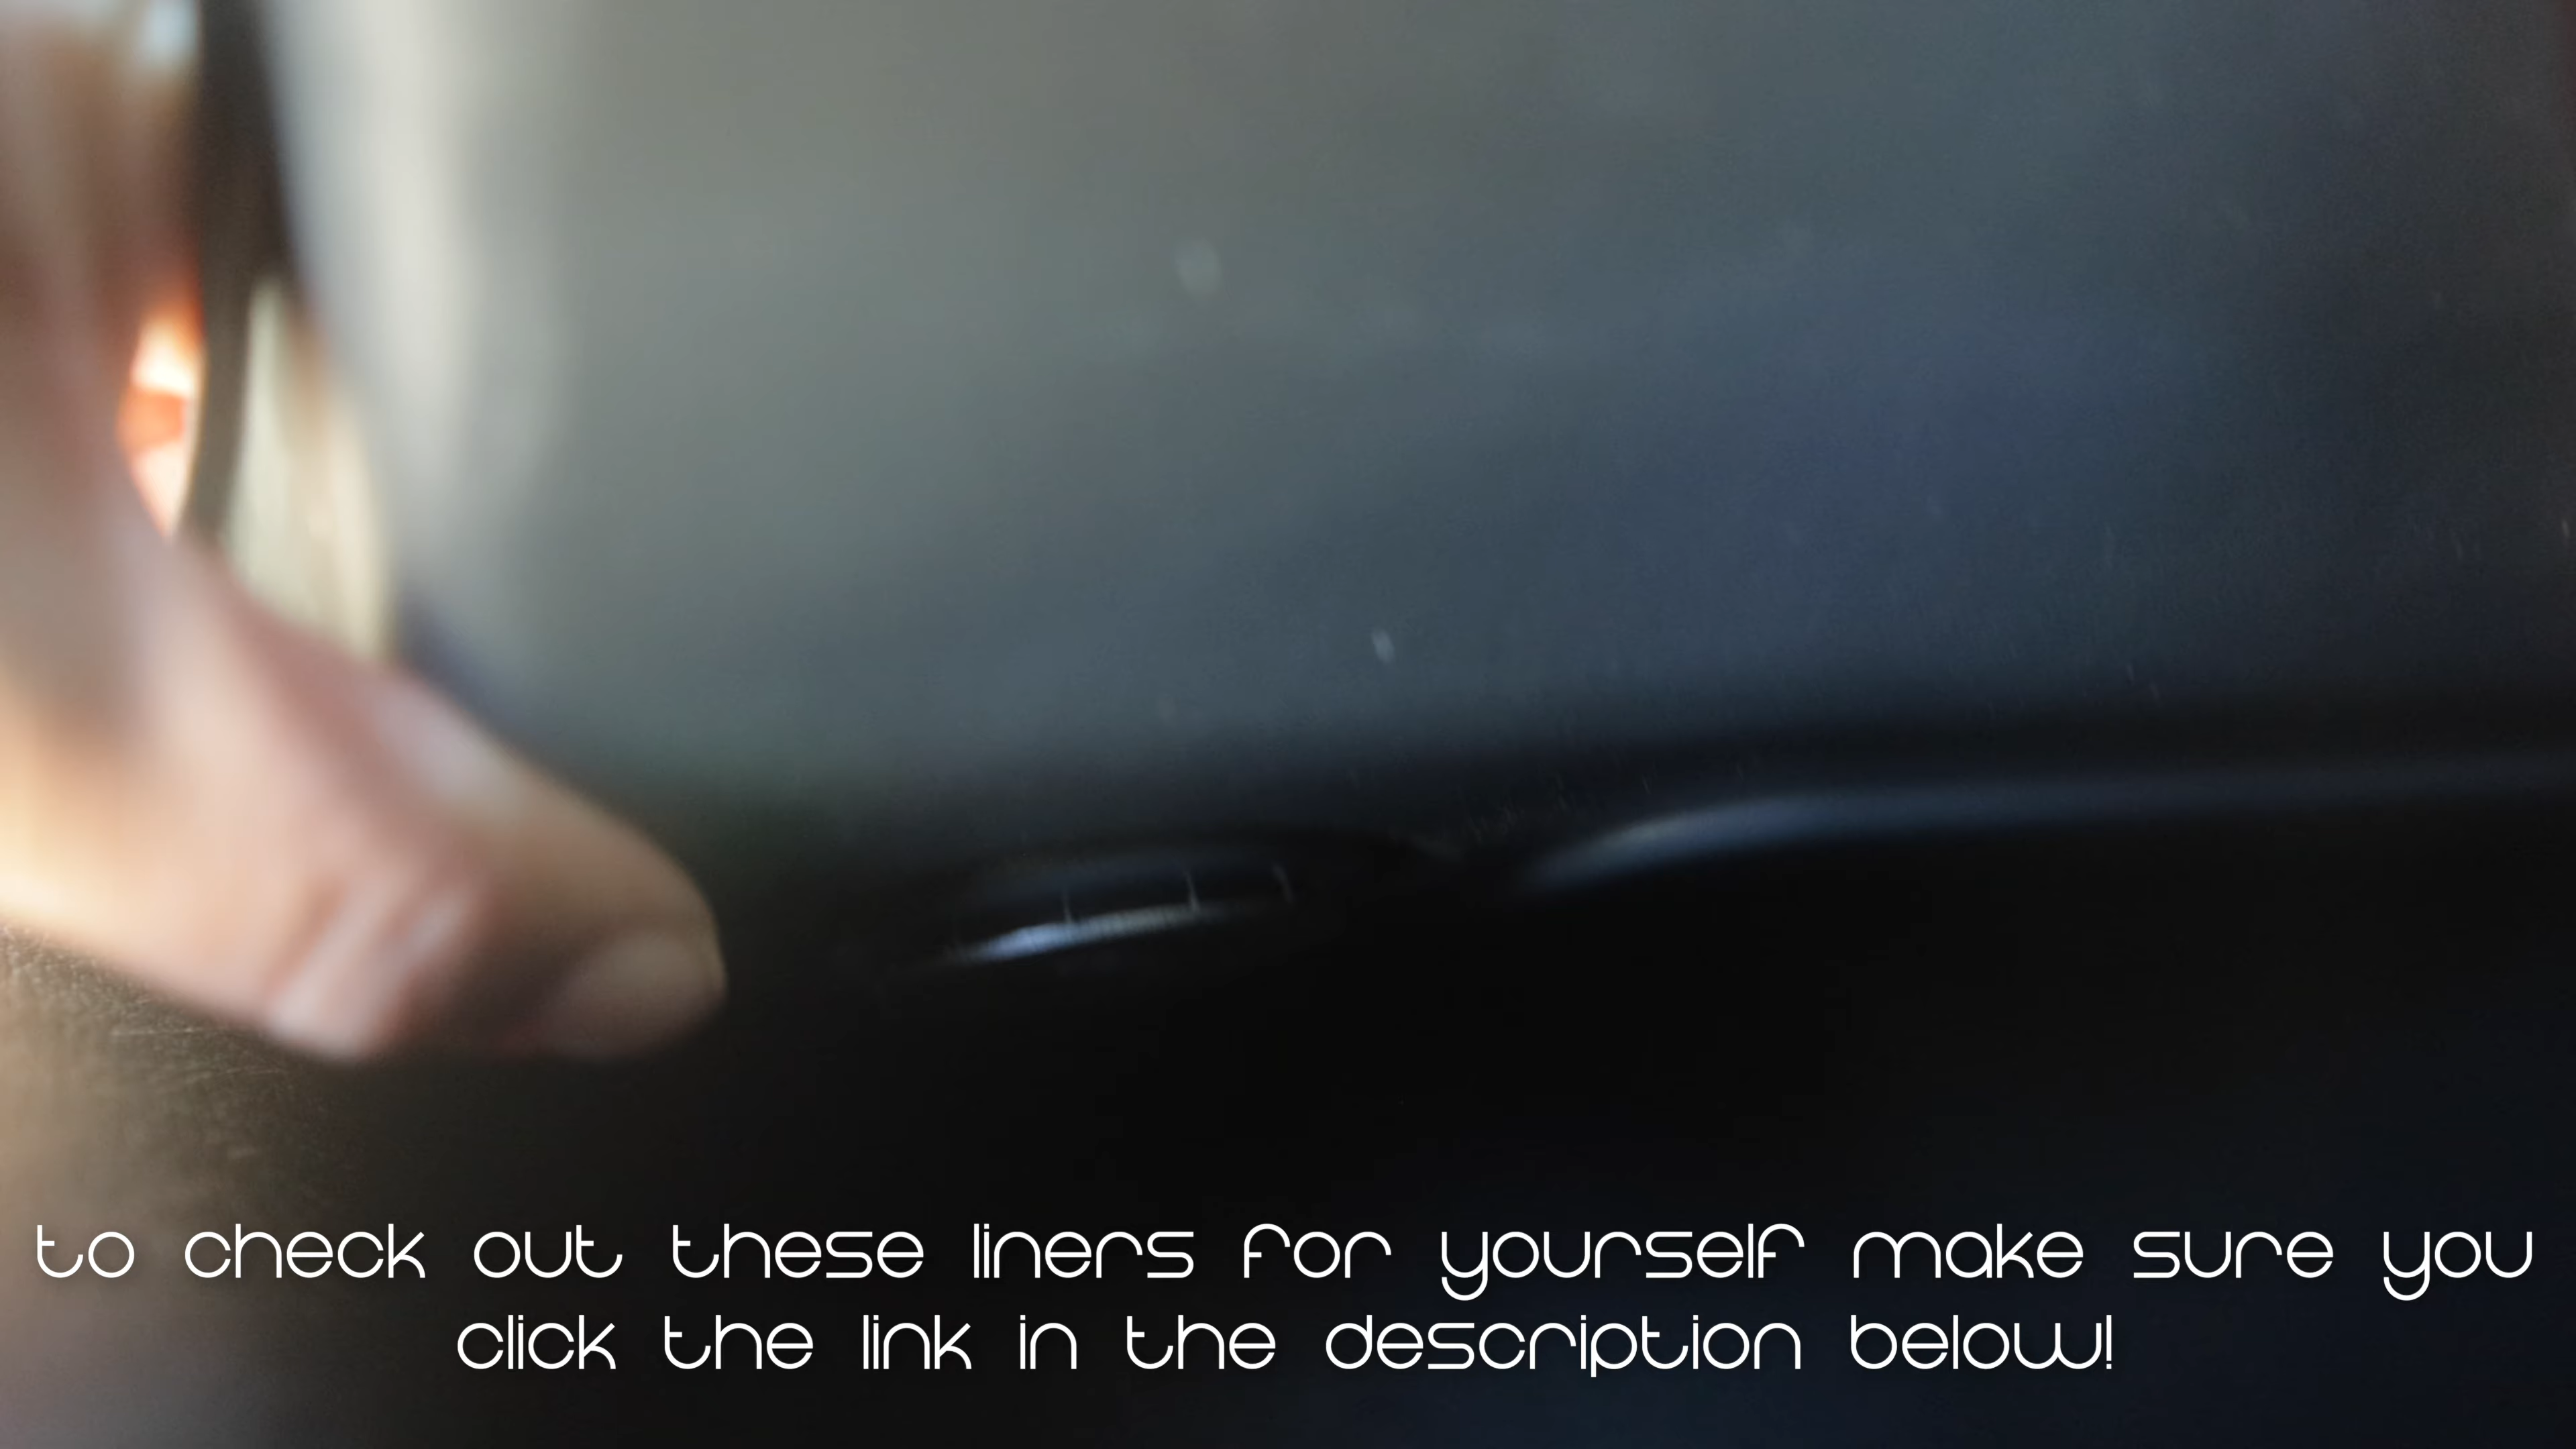 to check out these liners for yourself make sure you
click the link in the description below!